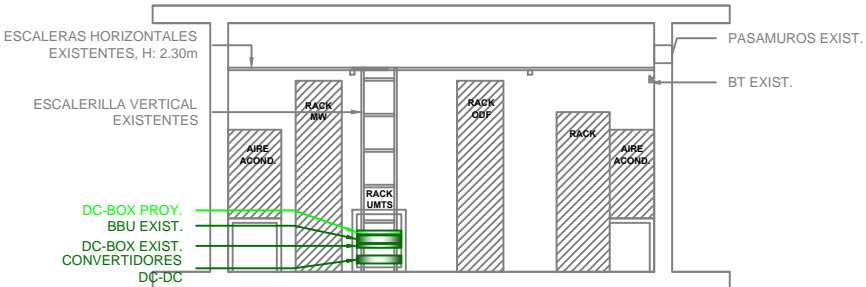 ESCALERAS HORIZONTALES
EXISTENTES, H: 2.30m
PASAMUROS EXIST.
BT EXIST.
ESCALERILLA VERTICAL
EXISTENTES
RACK
MW
RACK
ODF
RACK
AIRE
ACOND.
AIRE
ACOND.
RACK
UMTS
DC-BOX PROY.
BBU EXIST.
DC-BOX EXIST.
CONVERTIDORES
DC-DC